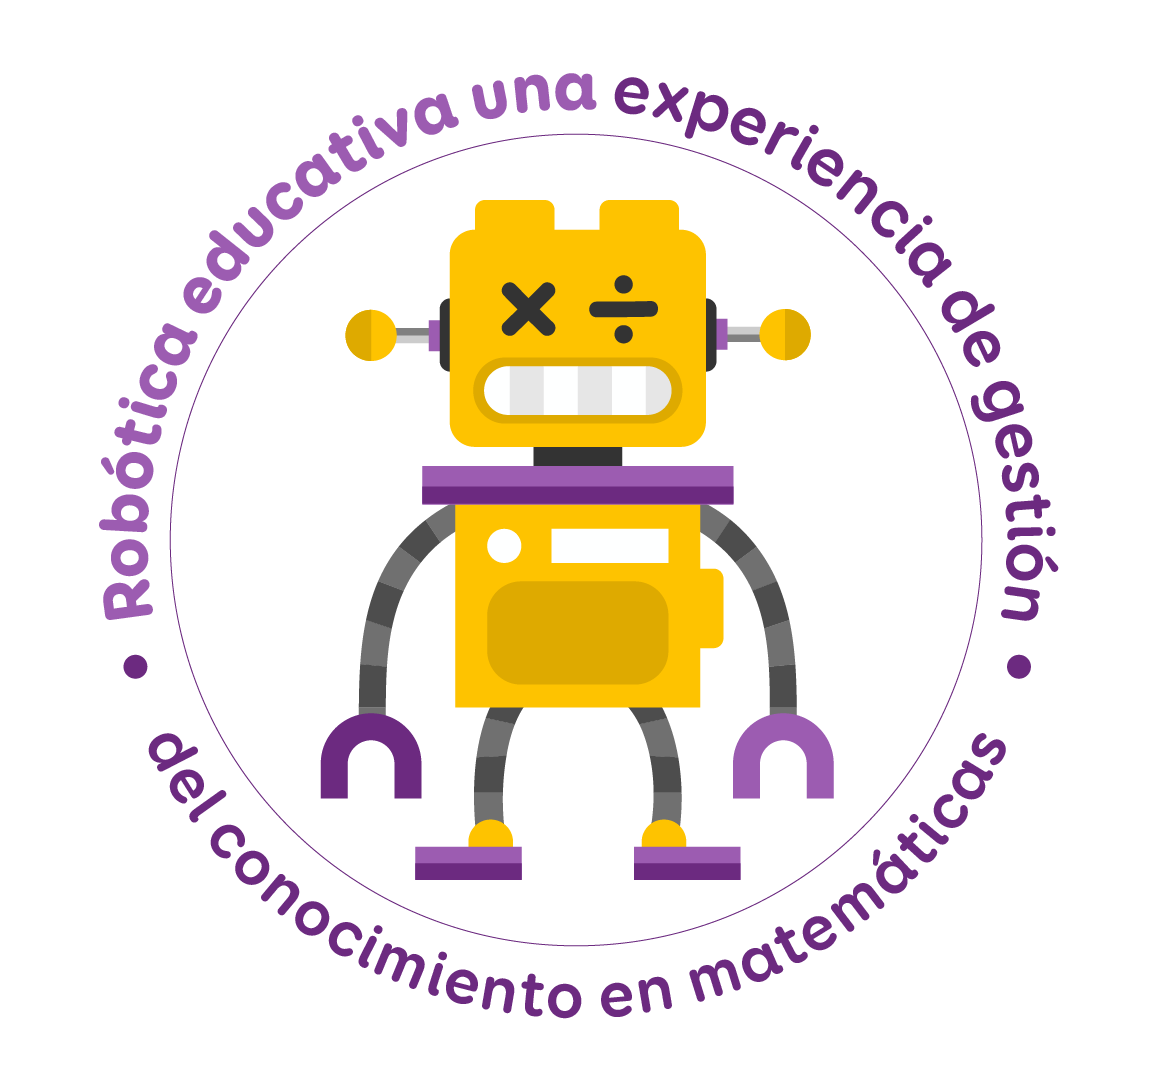 Robótica educativa una experiencia de gestión
del conocimiento en matemáticas